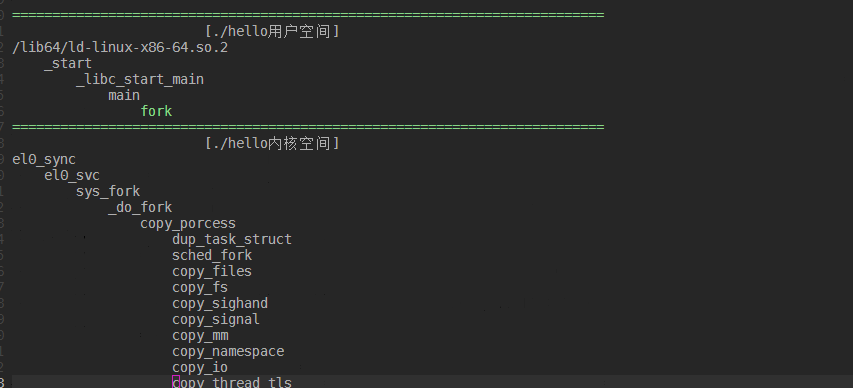 ============================================================================
[./hello用户空间]
/lib64/ld-linux-x86-64.so.2
_start
_libc_start_main
main
fork
============================================================================
[./hello内核空间]
el0_sync
el0_svc
sys_fork
_do_fork
copy_porcess
dup_task_struct
sched_fork
copy_files
copy_fs
copy_sighand
copy_signal
copy_mm
copy_namespace
copy_io
copy_thread_tls